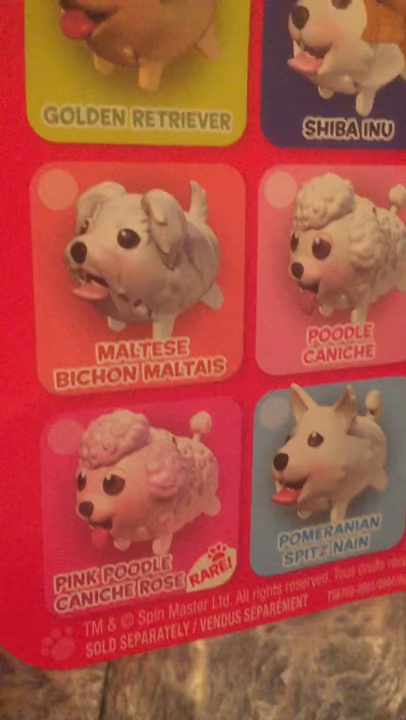 GOLDEN RETRIEVER
SHIBA INU
MALTESE
BICHON MALTAIS
POODLE
CANICHE
PINK POODLE
CANICHE ROSE
RARE!
POMERANIAN
SPITZ NAIN
TM & © Spin Master Ltd. All rights reserved. Tous droits
SOLD SEPARATELY / VENDUS SÉPARÉMENT